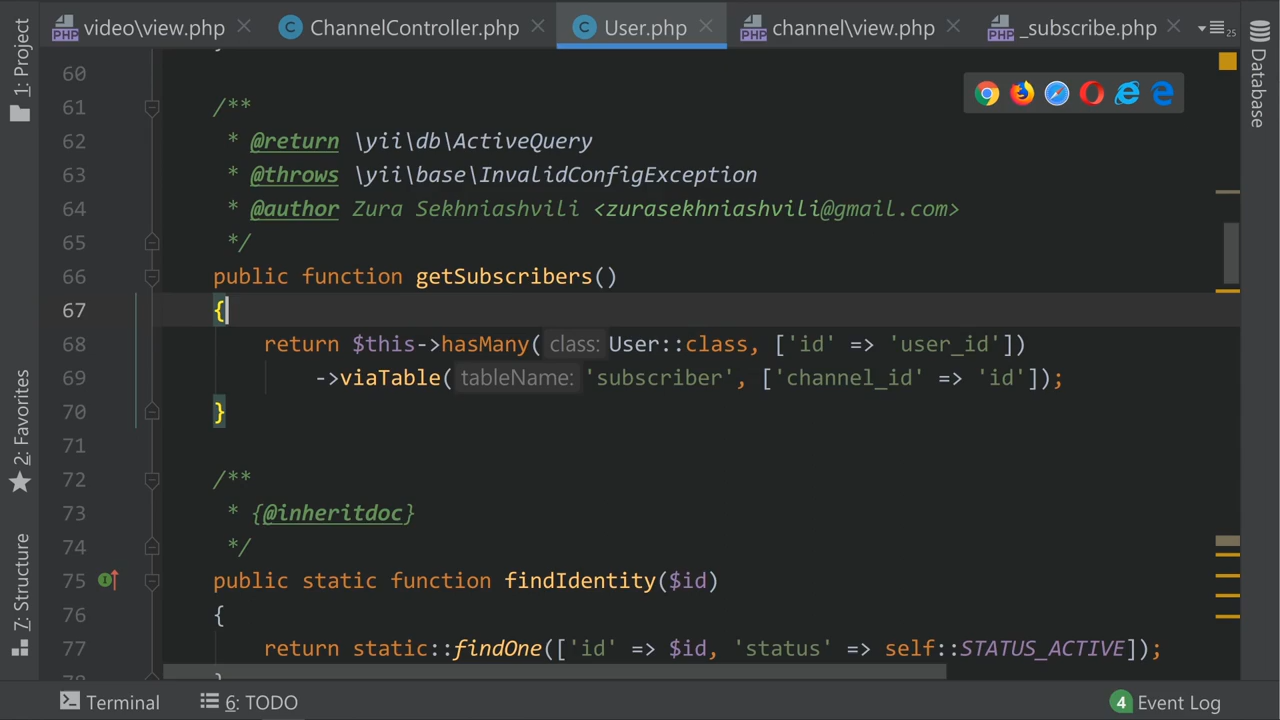 video\view.php
ChannelController.php
User.php
channel\view.php
_subscribe.php
25
1: Project
2: Favorites
7: Structure
Database
60
61 /**
62 * @return \yii\db\ActiveQuery
63 * @throws \yii\base\InvalidConfigException
64 * @author Zura Sekhniashvili <zurasekhniashvili@gmail.com>
65 */
66 public function getSubscribers()
67 {
68 return $this->hasMany( class: User::class, ['id' => 'user_id'])
69 ->viaTable( tableName: 'subscriber', ['channel_id' => 'id']);
70 }
71
72 /**
73 * {@inheritdoc}
74 */
75 public static function findIdentity($id)
76 {
77 return static::findOne(['id' => $id, 'status' => self::STATUS_ACTIVE]);
Terminal
6: TODO
4 Event Log